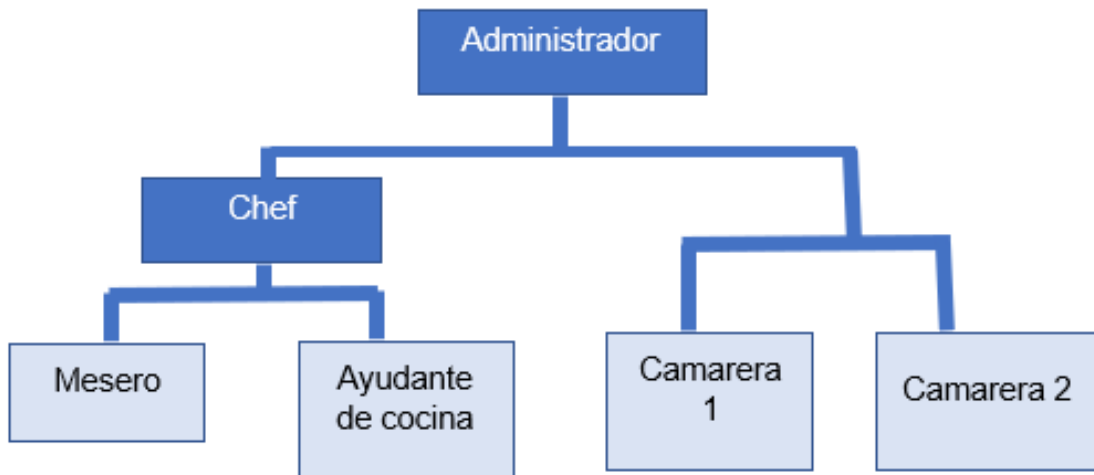 Administrador
Chef
Mesero
Ayudante
de cocina
Camarera
1
Camarera 2